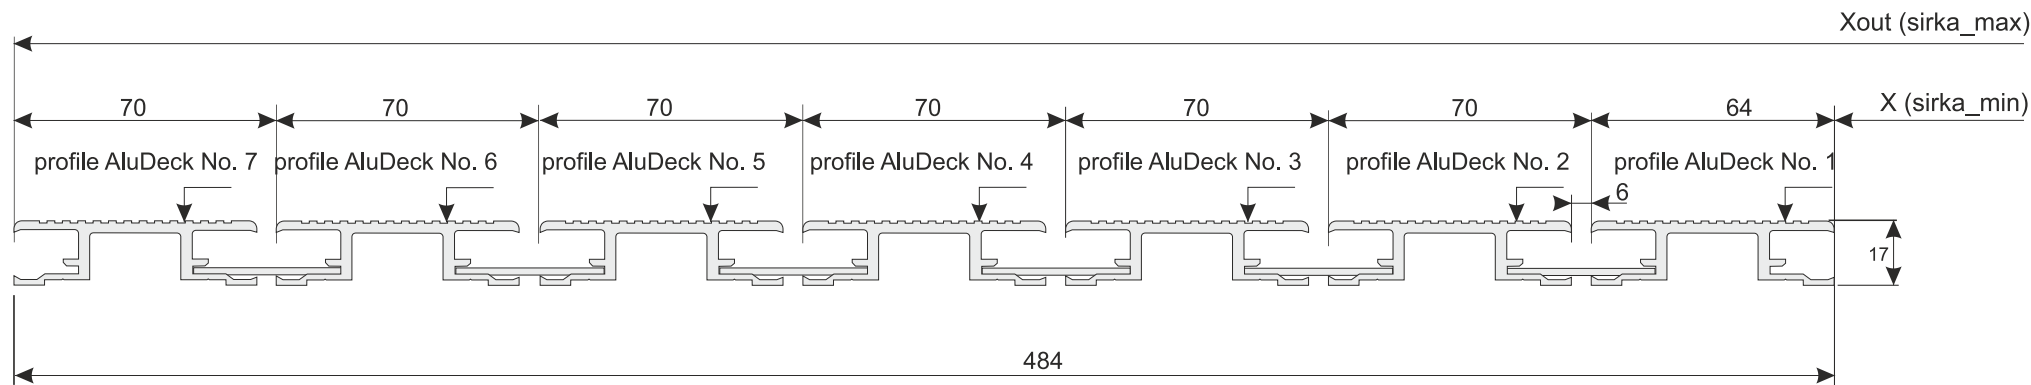 Xout (sirka_max)
70 70 70 70 70 70 64 X (sirka_min)
profile AluDeck No. 7 profile AluDeck No. 6 profile AluDeck No. 5 profile AluDeck No. 4 profile AluDeck No. 3 profile AluDeck No. 2 profile AluDeck No. 1
6
17
484